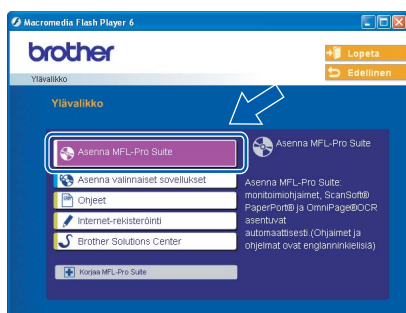 Macromedia Flash Player 6
brother
Lopeta
Edellinen
Ylävalikko
Ylävalikko
Asenna MFL-Pro Suite
Asenna valinnaiset sovellukset
Ohjeet
Internet-rekisteröinti
Brother Solutions Center
Korjaa MFL-Pro Suite
Asenna MFL-Pro Suite
Asenna MFL-Pro Suite:
monitoimiohjaimet, ScanSoft®
PaperPort® ja OmniPage®OCR
asentuvat
automaattisesti.(Ohjaimet ja
ohjelmat ovat englanninkielisiä)